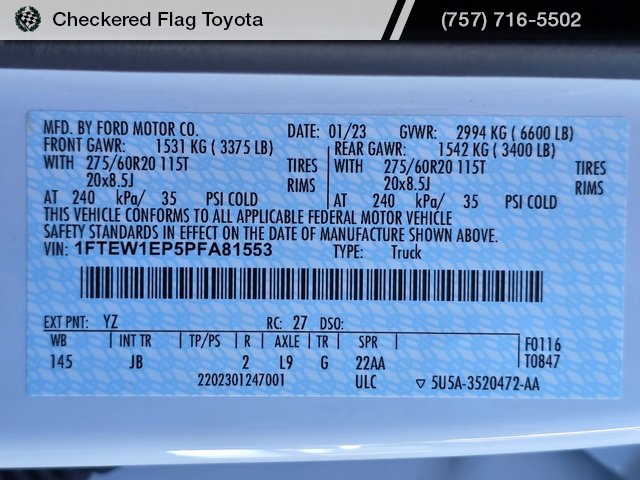 Checkered Flag Toyota
(757) 716-5502
MFD. BY FORD MOTOR CO. DATE: 01/23 GVWR: 2994 KG ( 6600 LB)
FRONT GAWR: 1531 KG ( 3375 LB) REAR GAWR: 1542 KG ( 3400 LB)
WITH 275/60R20 115T TIRES WITH 275/60R20 115T TIRES
20x8.5J RIMS 20x8.5J RIMS
AT 240 kPa/ 35 PSI COLD AT 240 kPa/ 35 PSI COLD
THIS VEHICLE CONFORMS TO ALL APPLICABLE FEDERAL MOTOR VEHICLE
SAFETY STANDARDS IN EFFECT ON THE DATE OF MANUFACTURE SHOWN ABOVE.
VIN: 1FTEW1EP5PFA81553 TYPE: Truck
EXT PNT: YZ RC: 27 DSO:
WB INT TR TP/PS R AXLE TR SPR F0116
145 JB 2 L9 G 22AA T0847
2202301247001 ULC ▽ 5U5A-3520472-AA